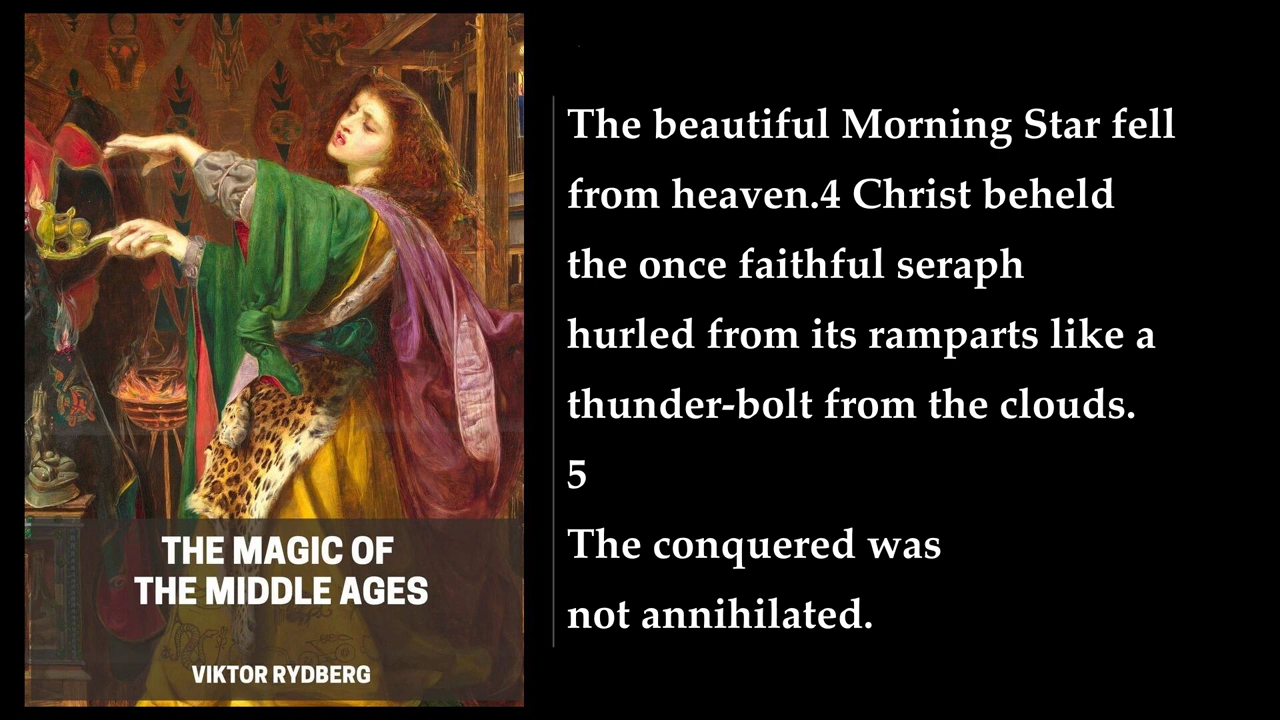 THE MAGIC OF
THE MIDDLE AGES
VIKTOR RYDBERG
The beautiful Morning Star fell
from heaven.4 Christ beheld
the once faithful seraph
hurled from its ramparts like a
thunder-bolt from the clouds.
5
The conquered was
not annihilated.